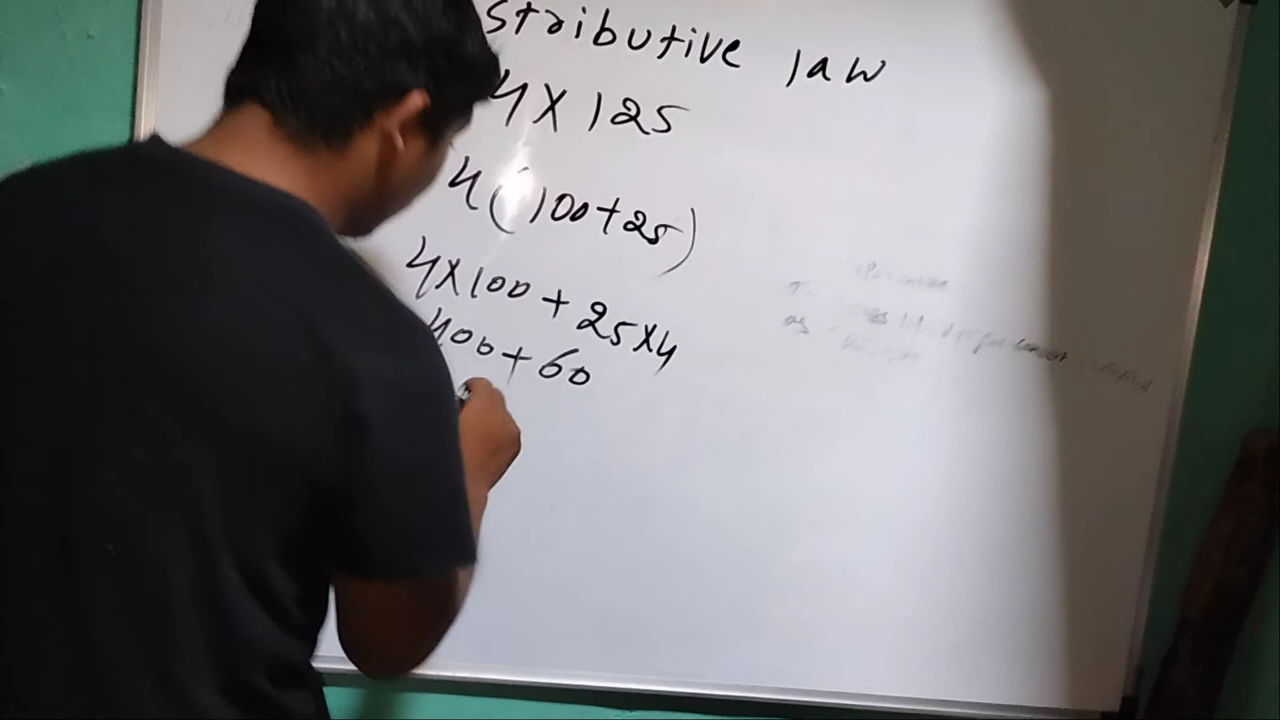 stributive law
4X125
4(100+25)
4X100+25X4
400+60